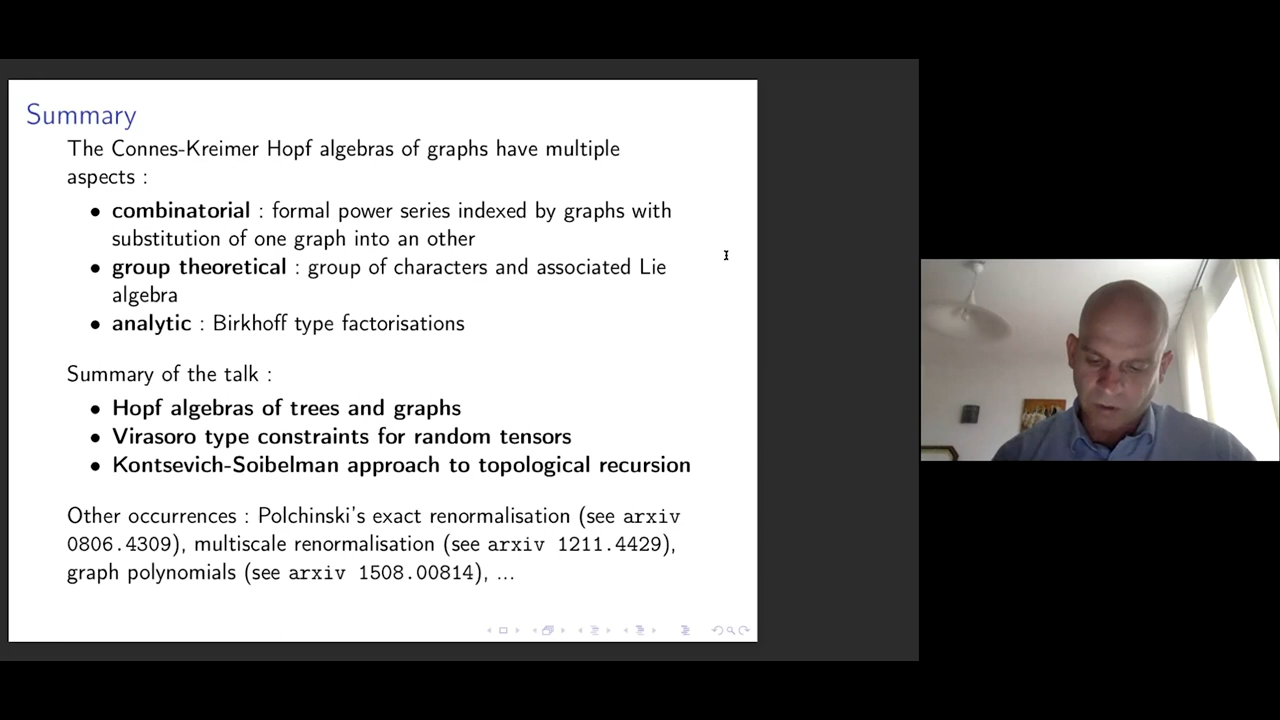 Summary
The Connes-Kreimer Hopf algebras of graphs have multiple
aspects :
• combinatorial : formal power series indexed by graphs with
substitution of one graph into an other
• group theoretical : group of characters and associated Lie
algebra
• analytic : Birkhoff type factorisations
Summary of the talk :
• Hopf algebras of trees and graphs
• Virasoro type constraints for random tensors
• Kontsevich-Soibelman approach to topological recursion
Other occurrences : Polchinski's exact renormalisation (see arxiv
0806.4309), multiscale renormalisation (see arxiv 1211.4429),
graph polynomials (see arxiv 1508.00814), ...